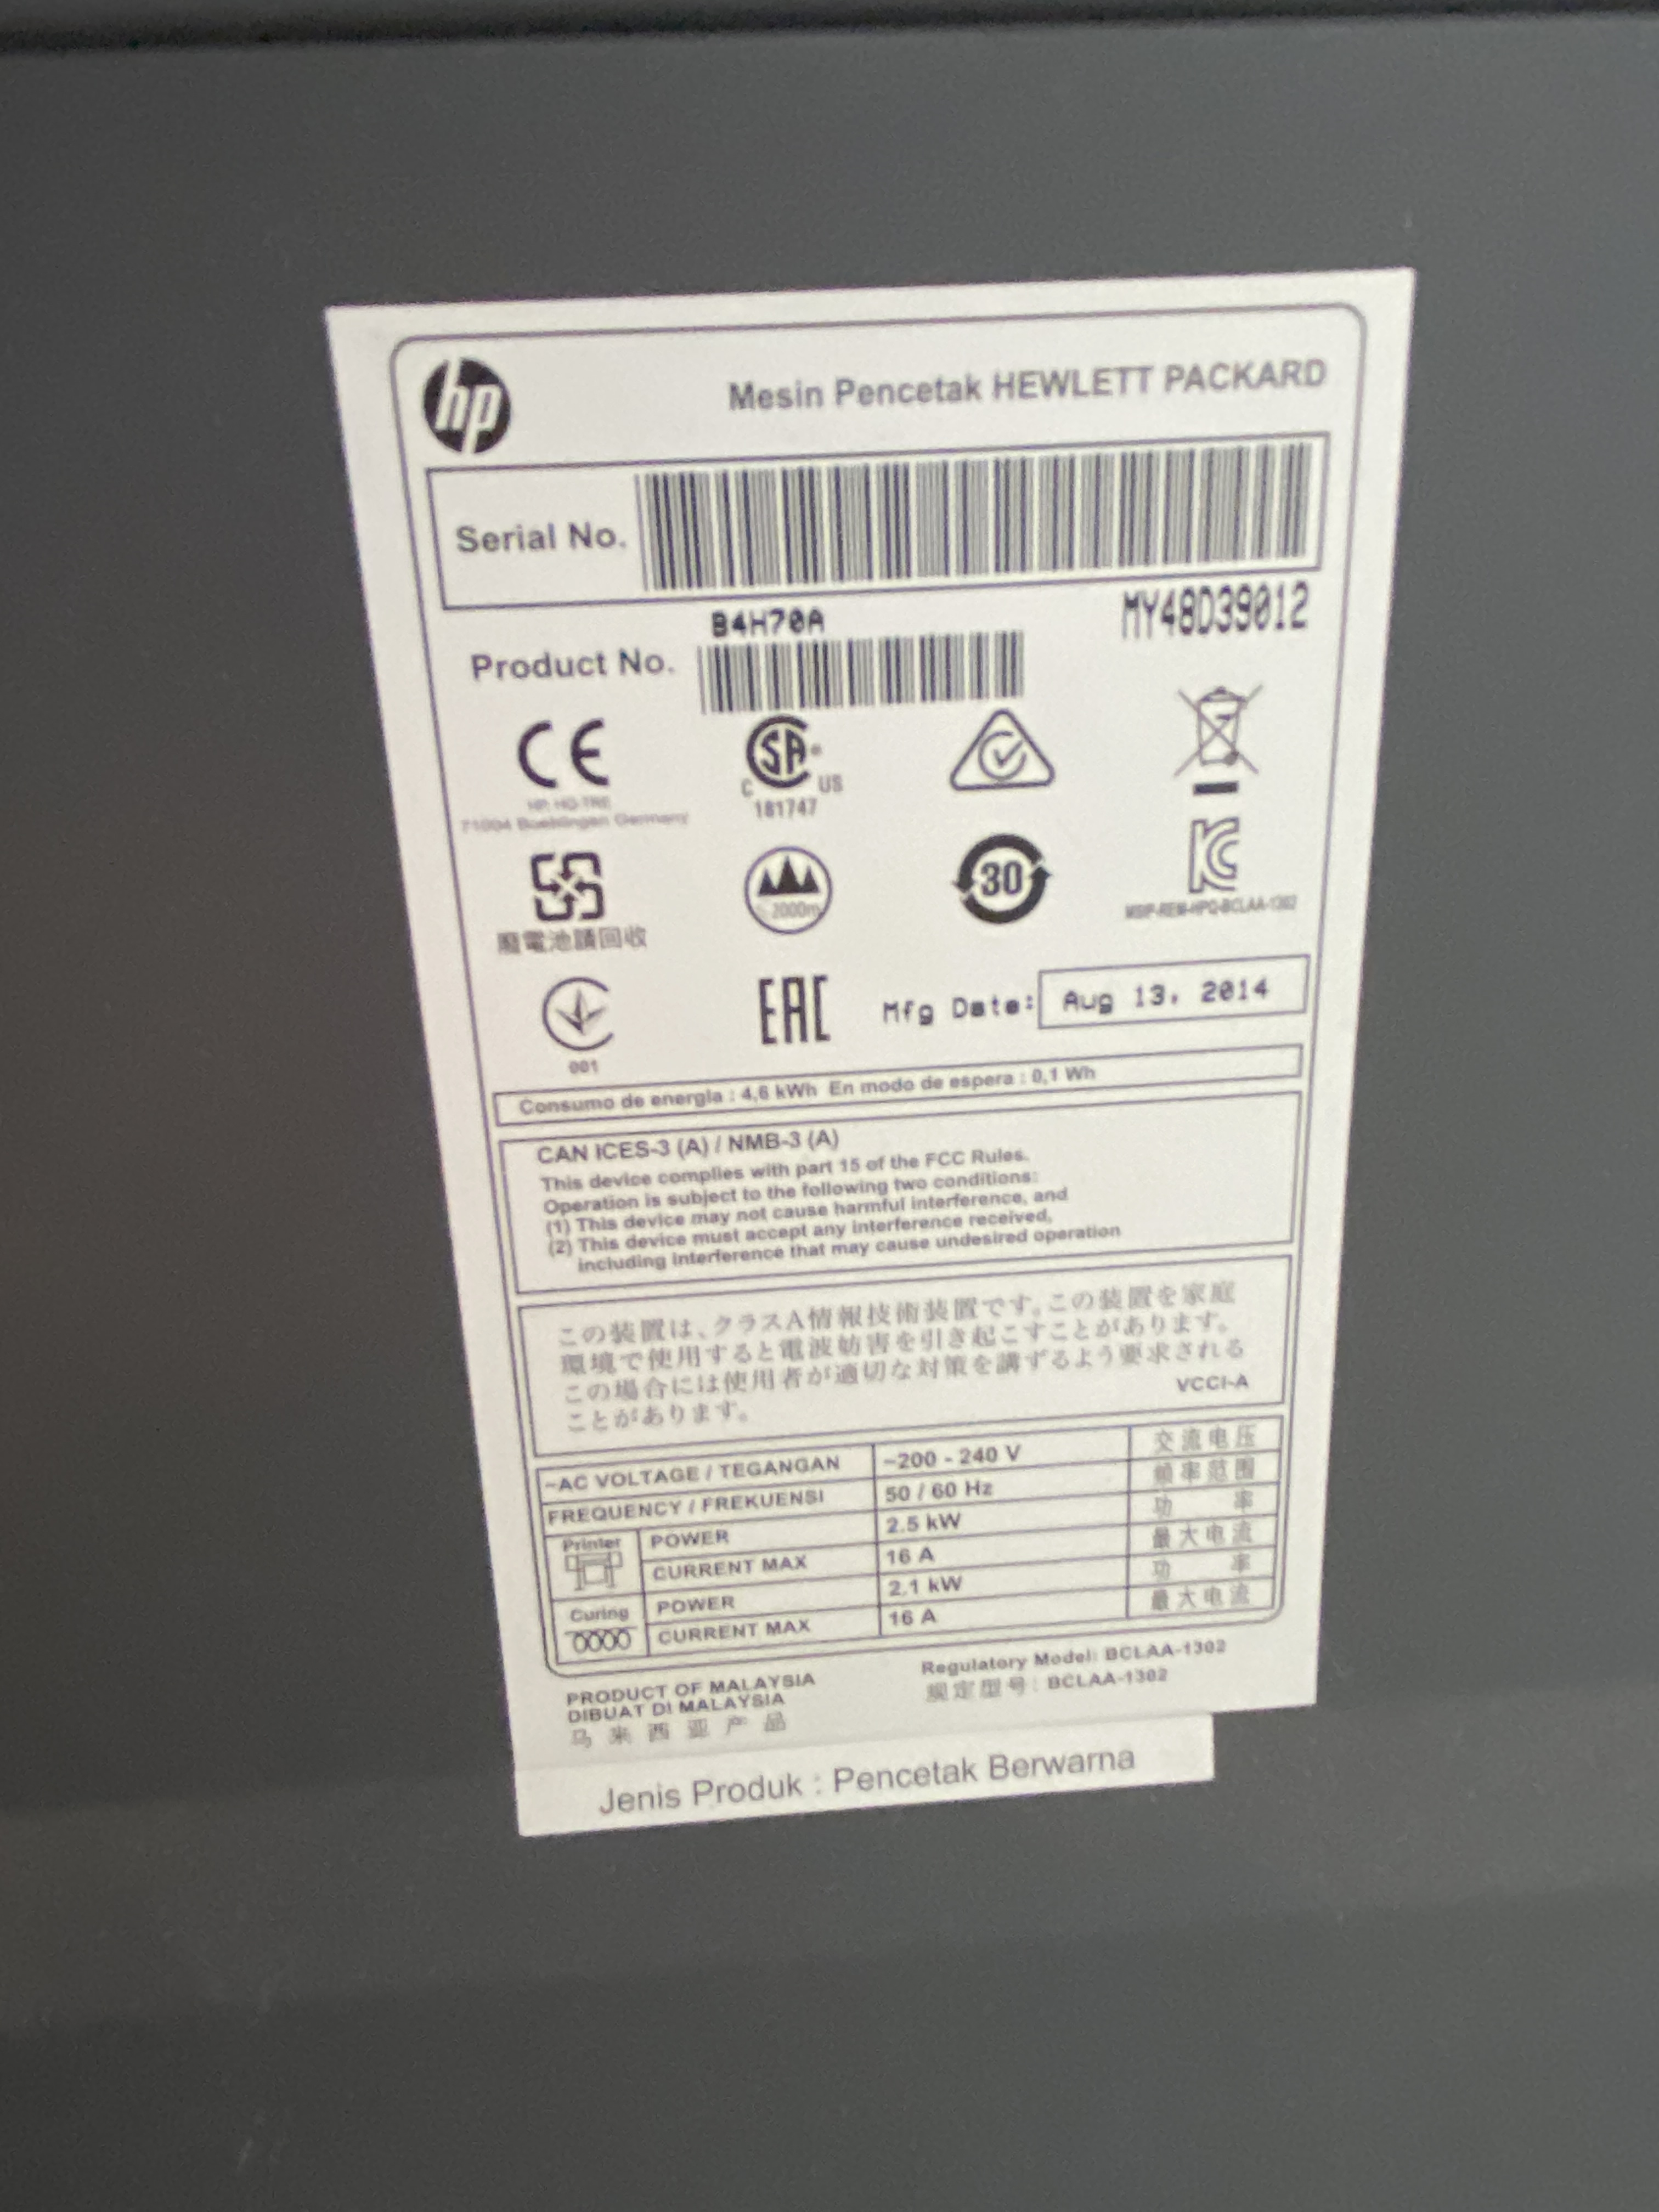 hp
Mesin Pencetak HEWLETT PACKARD
Serial No.
MY48D39012
B4H70A
Product No.
CE
HP, HQ-TRE
71004 Boeblingen Germany
SA
C US
181747
廢電池請回收
2000m
30
KC
MSIP-REM-HPQ-BCLAA-1302
001
EAC
Mfg Date: Aug 13, 2014
Consumo de energía : 4,6 kWh En modo de espera : 0,1 Wh
CAN ICES-3 (A) / NMB-3 (A)
This device complies with part 15 of the FCC Rules.
Operation is subject to the following two conditions:
(1) This device may not cause harmful interference, and
(2) This device must accept any interference received,
including interference that may cause undesired operation
この装置は、クラスA情報技術装置です。この装置を家庭
環境で使用すると電波妨害を引き起こすことがあります。
この場合には使用者が適切な対策を講ずるよう要求される
ことがあります。
VCCI-A
~AC VOLTAGE / TEGANGAN ~200 - 240 V 交流电压
FREQUENCY / FREKUENSI 50 / 60 Hz 频率范围
Printer POWER 2.5 kW 功率
CURRENT MAX 16 A 最大电流
Curing POWER 2.1 kW 功率
CURRENT MAX 16 A 最大电流
PRODUCT OF MALAYSIA
DIBUAT DI MALAYSIA
马来西亚产品
Regulatory Model: BCLAA-1302
规定型号: BCLAA-1302
Jenis Produk : Pencetak Berwarna